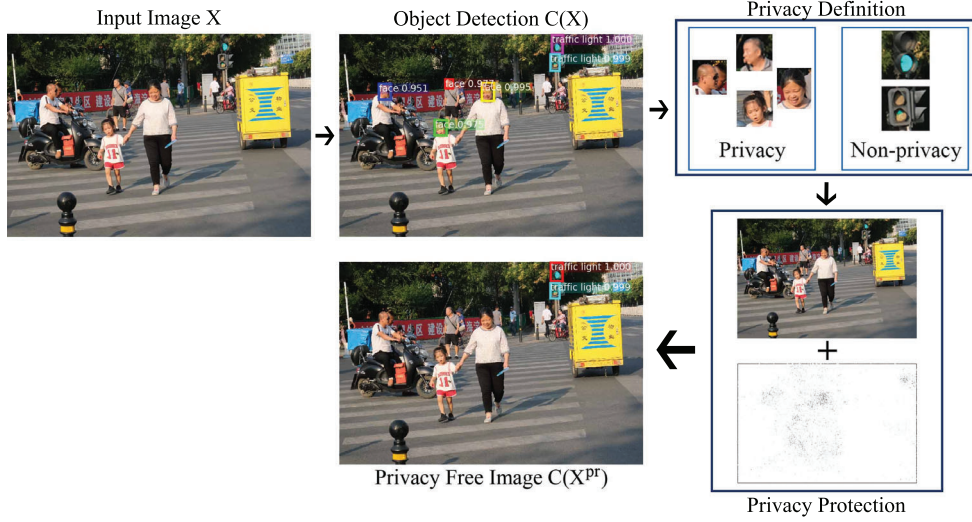 Input Image X
Object Detection C(X)
Privacy Definition
traffic light 1.000
traffic light 0.999
face 0.951
face 0.977
face 0.995
Privacy
Non-privacy
traffic light 1.000
traffic light 0.999
+
Privacy Free Image C(X^pr)
Privacy Protection